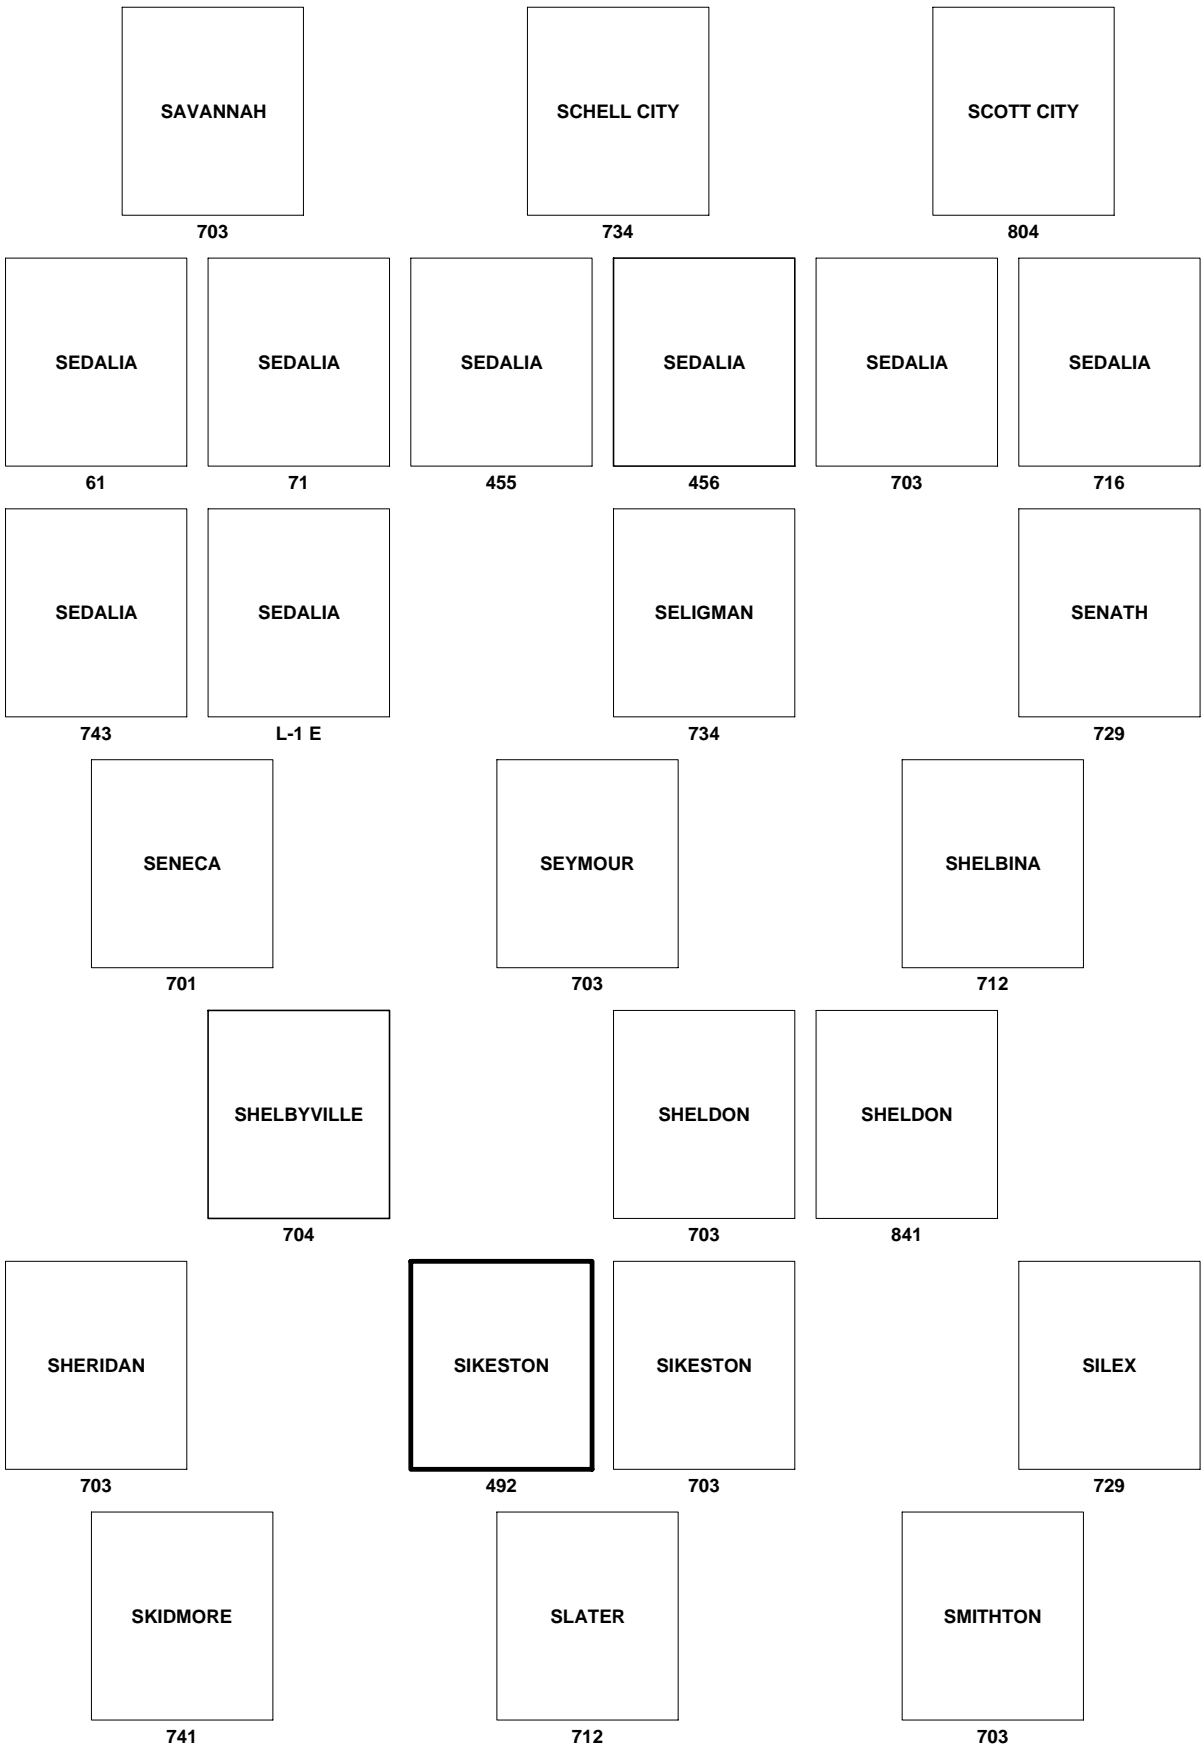 SAVANNAH SCHELL CITY SCOTT CITY
703 734 804
SEDALIA SEDALIA SEDALIA SEDALIA SEDALIA SEDALIA
61 71 455 456 703 716
SEDALIA SEDALIA SELIGMAN SENATH
743 L-1 E 734 729
SENECA SEYMOUR SHELBINA
701 703 712
SHELBYVILLE SHELDON SHELDON
704 703 841
SHERIDAN SIKESTON SIKESTON SILEX
703 492 703 729
SKIDMORE SLATER SMITHTON
741 712 703